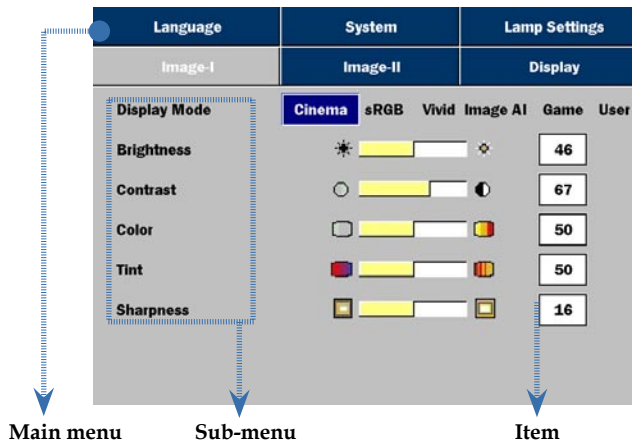 Language System Lamp Settings
Image-I Image-II Display
Display Mode Cinema sRGB Vivid Image AI Game User
Brightness 46
Contrast 67
Color 50
Tint 50
Sharpness 16
Main menu Sub-menu Item